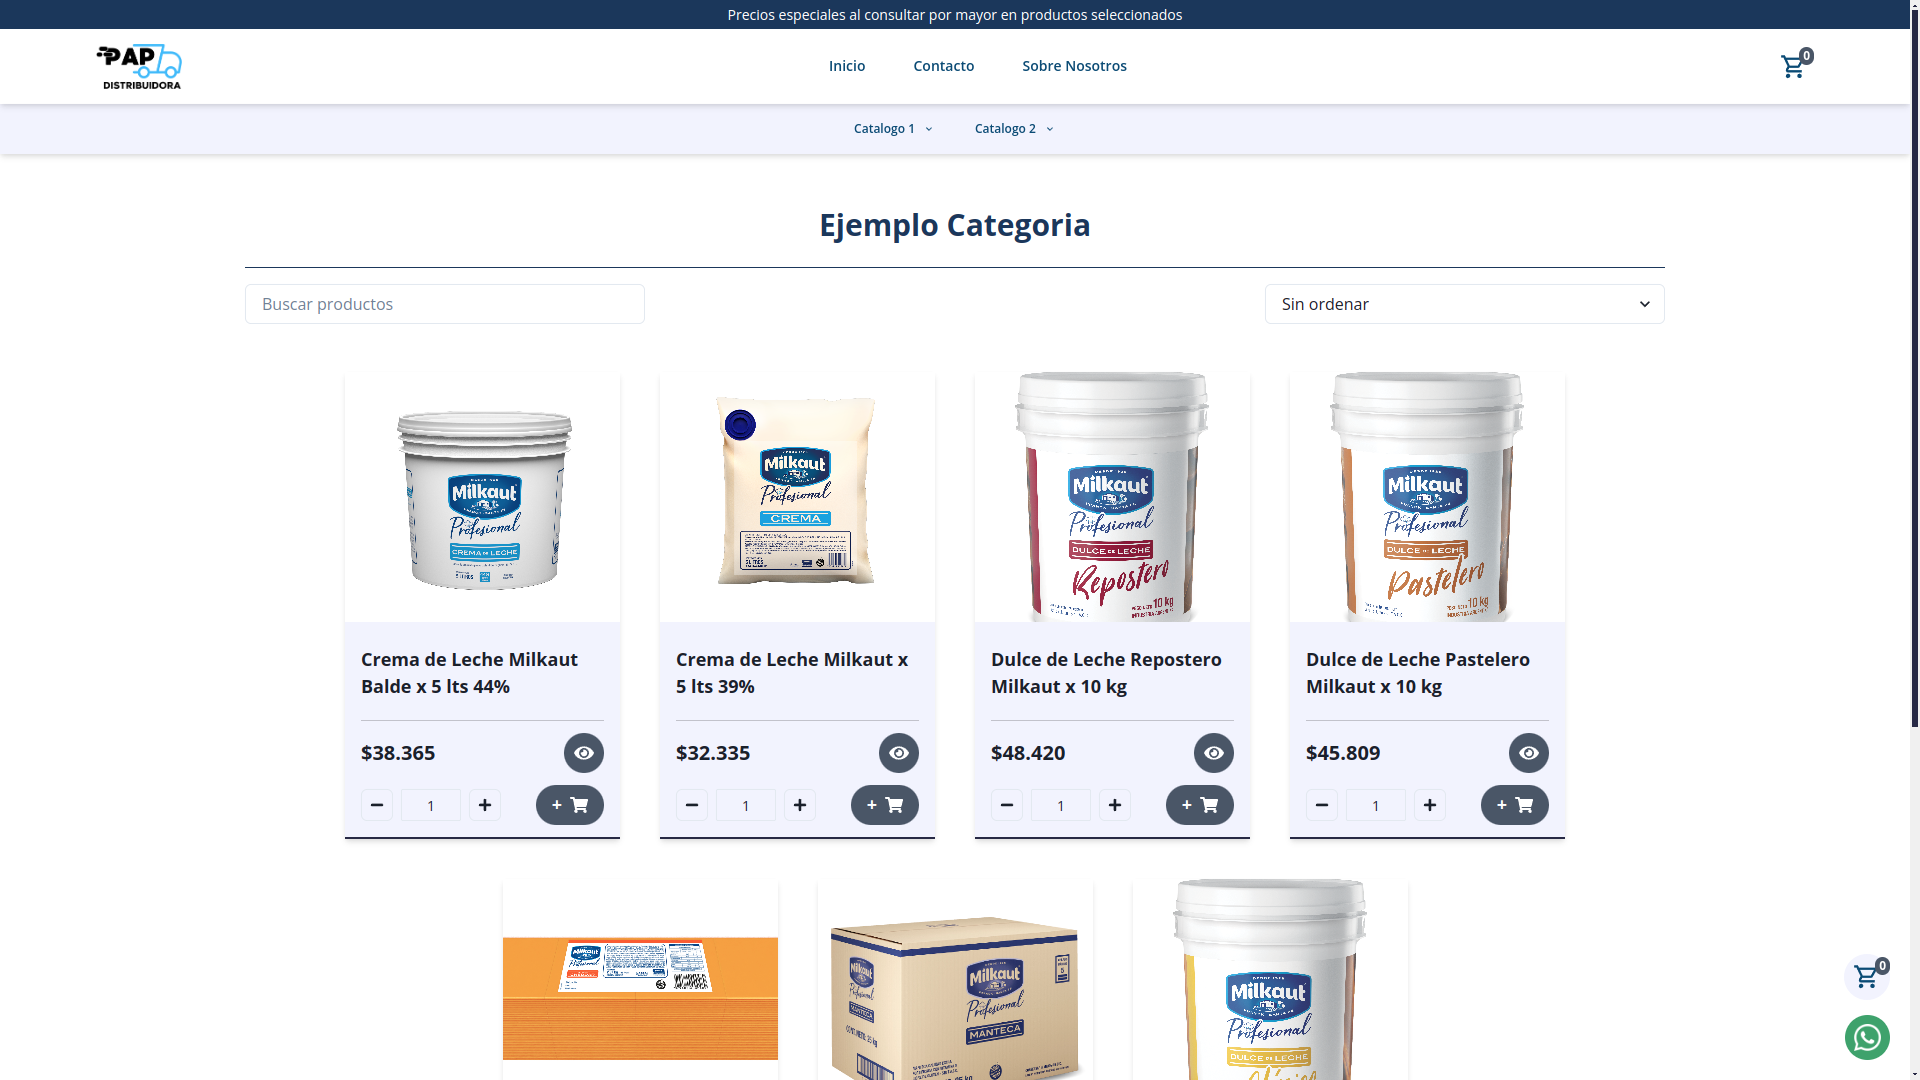 Precios especiales al consultar por mayor en productos seleccionados
PAP
DISTRIBUIDORA
Inicio
Contacto
Sobre Nosotros
0
Catalogo 1
Catalogo 2
Ejemplo Categoria
Buscar productos
Sin ordenar
Milkaut
Profesional
CREMA DE LECHE
Milkaut
Profesional
CREMA
Milkaut
Profesional
DULCE DE LECHE
Repostero
10 kg
Milkaut
Profesional
DULCE DE LECHE
Pastelero
10 kg
Crema de Leche Milkaut
Balde x 5 lts 44%
Crema de Leche Milkaut x
5 lts 39%
Dulce de Leche Repostero
Milkaut x 10 kg
Dulce de Leche Pastelero
Milkaut x 10 kg
$38.365
$32.335
$48.420
$45.809
1
+
1
+
1
+
1
+
Milkaut
Profesional
Milkaut
Profesional
MANTECA
Milkaut
Profesional
MANTECA
Milkaut
Profesional
DULCE DE LECHE
0